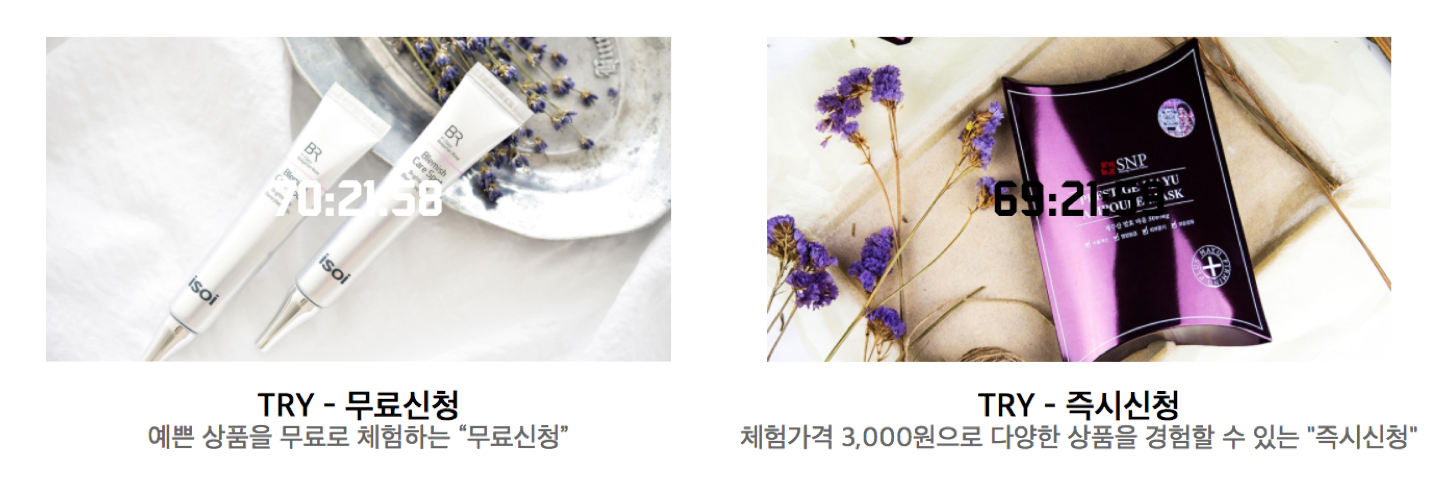 BR
Blemish
Care Se
isoi
BR
Blemish
isoi
70:21:58
SNP
MASK
69:21:
TRY - 무료신청
예쁜 상품을 무료로 체험하는 “무료신청”
TRY - 즉시신청
체험가격 3,000원으로 다양한 상품을 경험할 수 있는 "즉시신청"